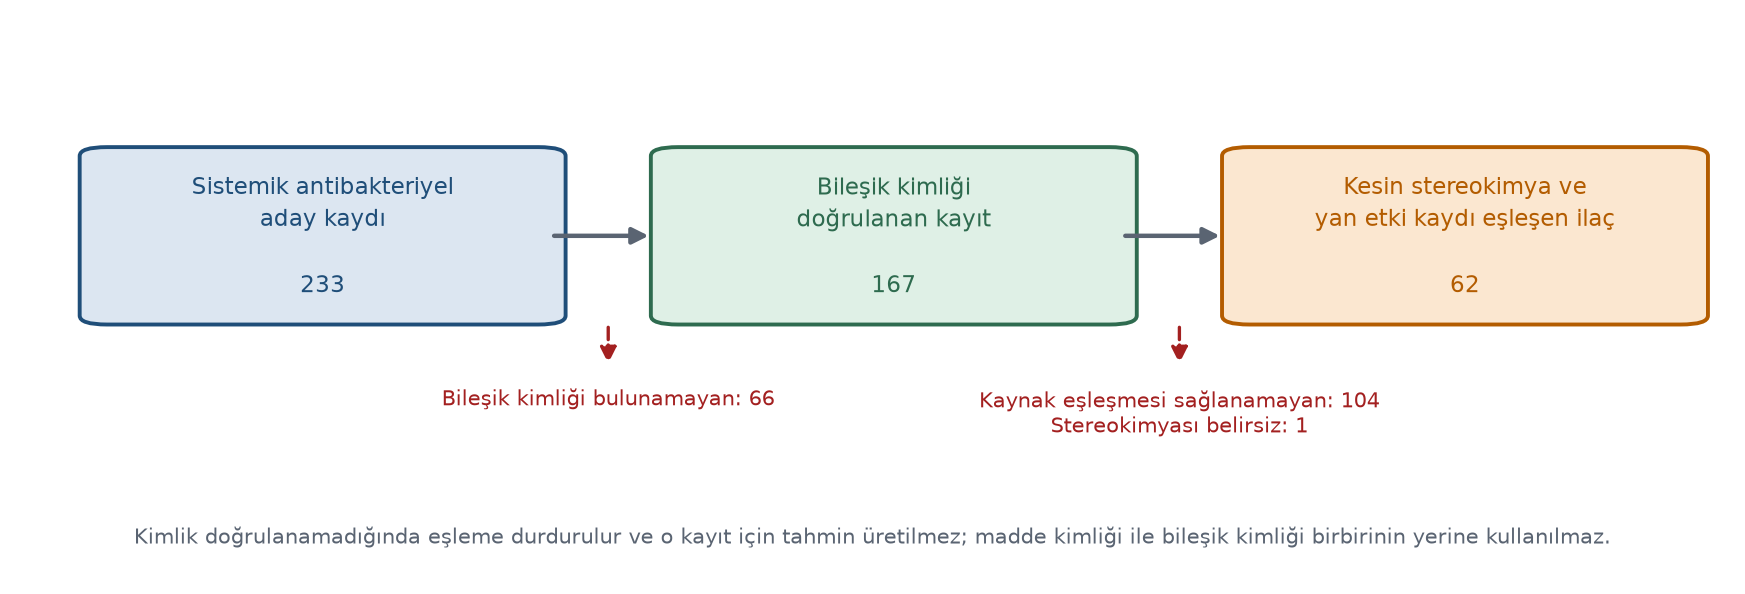 Sistemik antibakteriyel
aday kaydı
233
Bileşik kimliği
doğrulanan kayıt
167
Kesin stereokimya ve
yan etki kaydı eşleşen ilaç
62
Bileşik kimliği bulunamayan: 66
Kaynak eşleşmesi sağlanamayan: 104
Stereokimyası belirsiz: 1
Kimlik doğrulanamadığında eşleme durdurulur ve o kayıt için tahmin üretilmez; madde kimliği ile bileşik kimliği birbirinin yerine kullanılmaz.